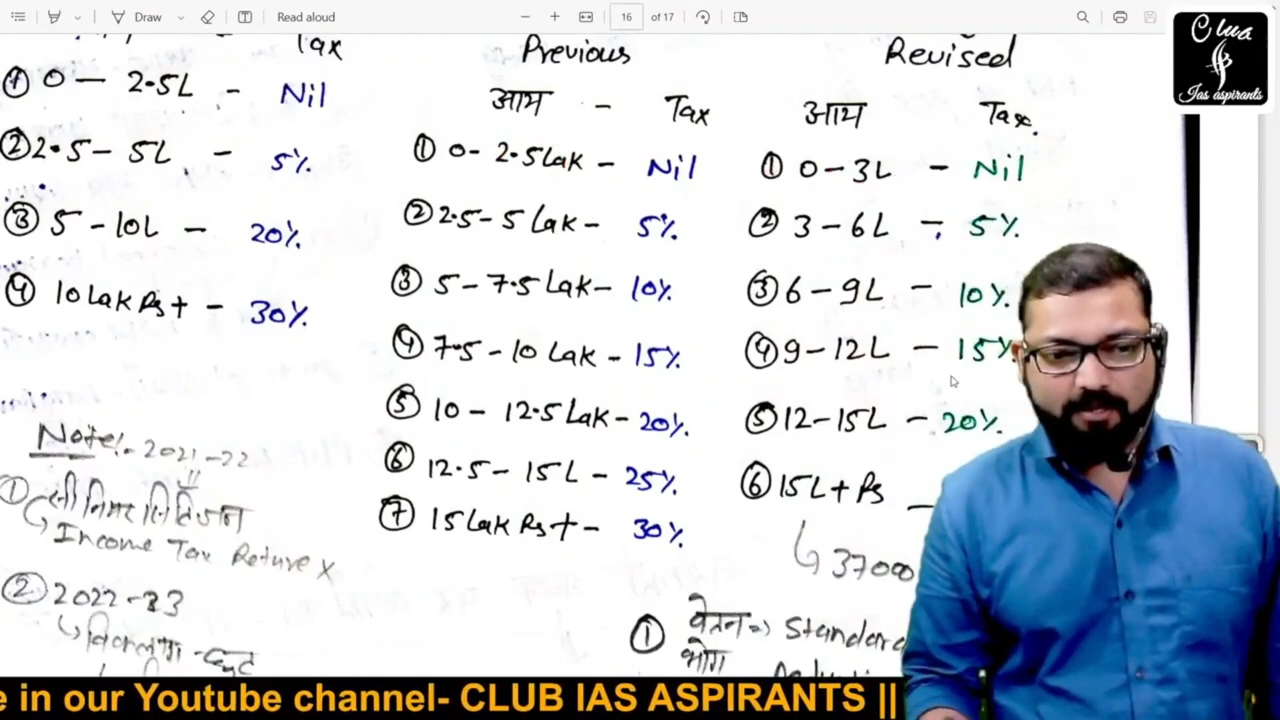 Draw
Read aloud
16
of 17
Club
Ias aspirants
Tax
① 0 - 2.5L - Nil
② 2.5 - 5L - 5%
③ 5 - 10L - 20%
④ 10 Lak Rs + - 30%
Note:- 2021-22
①
Income Tax Return x
② 2022-23
Previous
आय - Tax
① 0 - 2.5 Lak - Nil
② 2.5 - 5 Lak - 5%
③ 5 - 7.5 Lak - 10%
④ 7.5 - 10 Lak - 15%
⑤ 10 - 12.5 Lak - 20%
⑥ 12.5 - 15L - 25%
⑦ 15 Lak Rs + - 30%
Revised
आय Tax
① 0 - 3L - Nil
② 3 - 6L - 5%
③ 6 - 9L - 10%
④ 9 - 12L - 15%
⑤ 12 - 15L - 20%
⑥ 15L + Rs -
37000
① वेतन => Standard
भोग
e in our Youtube channel- CLUB IAS ASPIRANTS ||